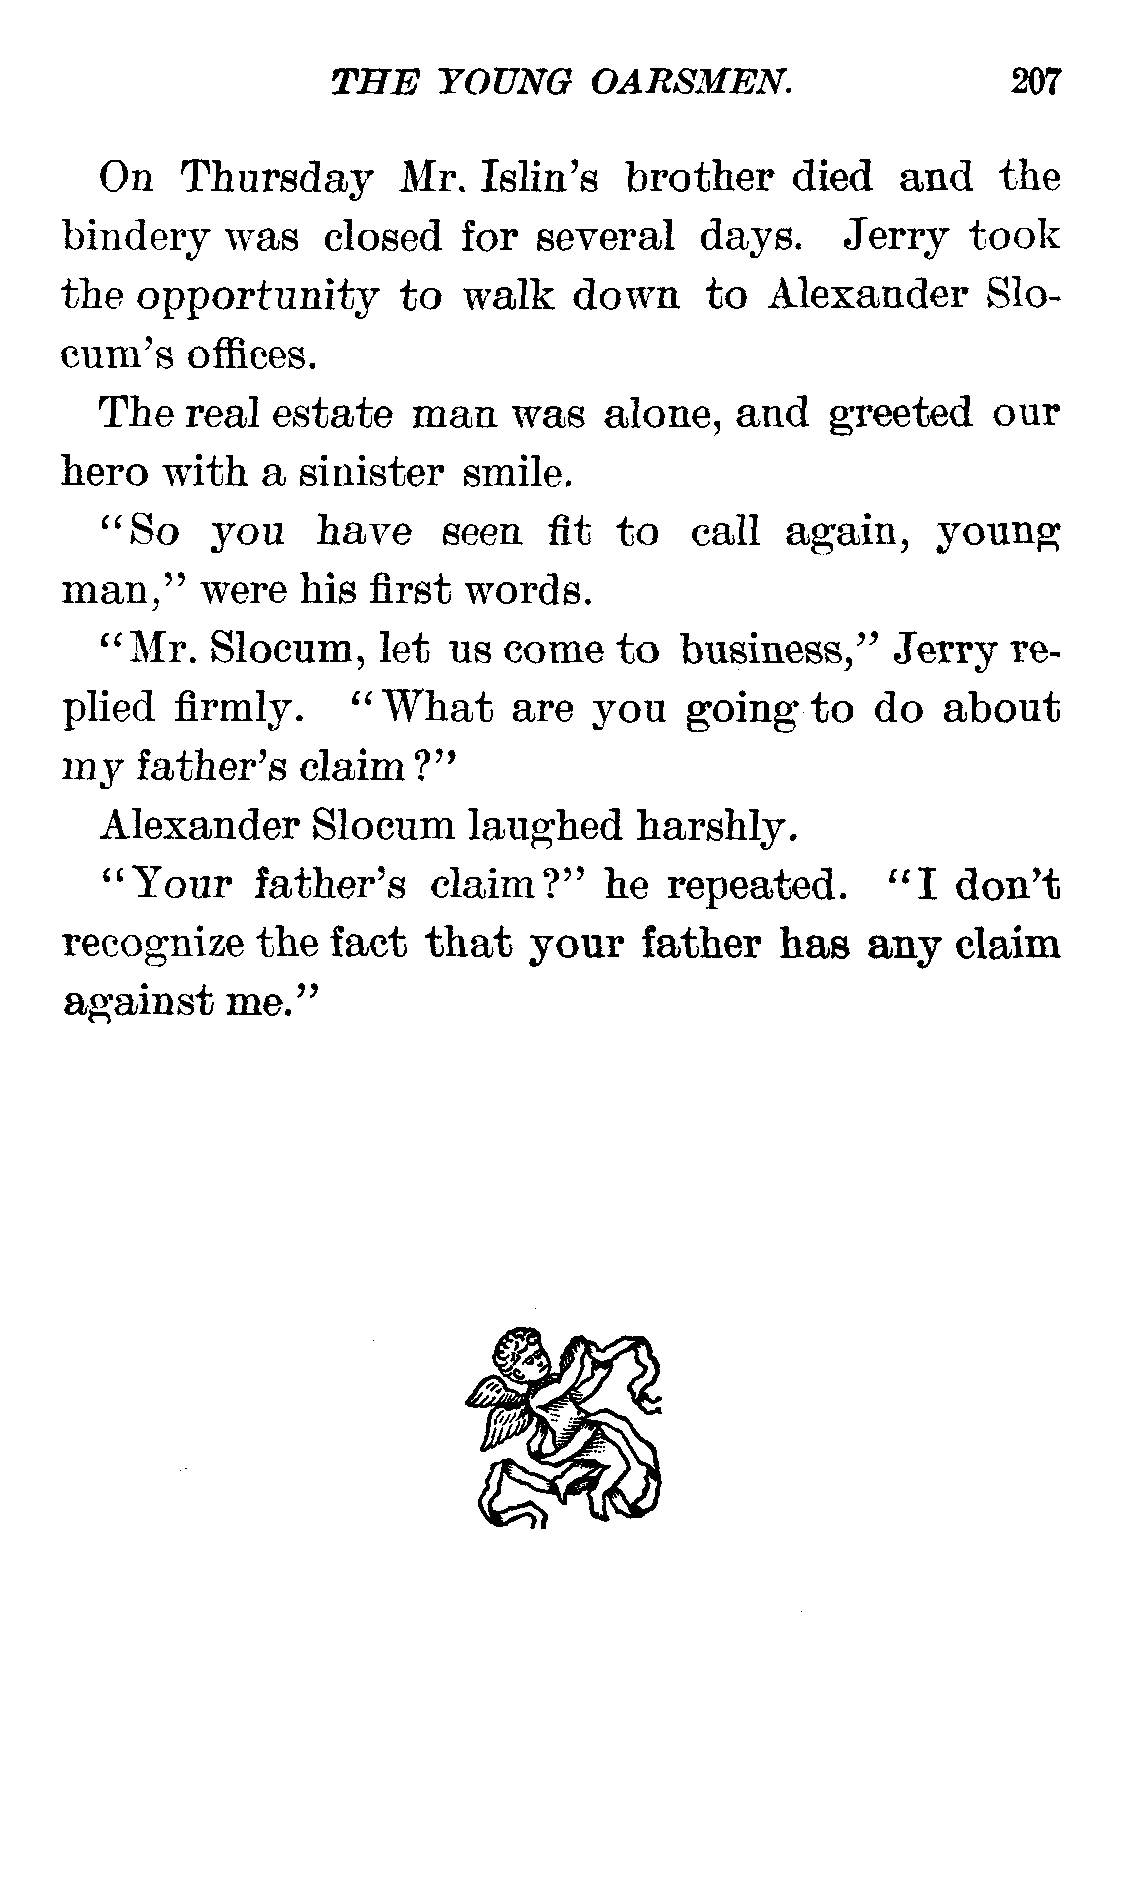 THE YOUNG OARSMEN. 207
On Thursday Mr. Islin's brother died and the
bindery was closed for several days. Jerry took
the opportunity to walk down to Alexander Slo-
cum's offices.
The real estate man was alone, and greeted our
hero with a sinister smile.
"So you have seen fit to call again, young
man," were his first words.
"Mr. Slocum, let us come to business," Jerry re-
plied firmly. "What are you going to do about
my father's claim?"
Alexander Slocum laughed harshly.
"Your father's claim?" he repeated. "I don't
recognize the fact that your father has any claim
against me."